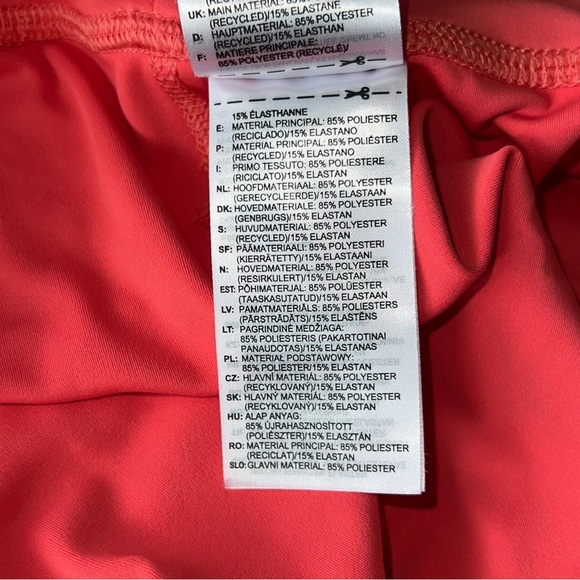 UK: MAIN MATERIAL: 85%
(RECYCLED)/15% ELASTAN
D: HAUPTMATERIAL: 85% POLYESTER
(RECYCLED)/15% ELASTHAN
F: MATIERE PRINCIPALE:
85% POLYESTER (RECYCLÉ)/
15% ÉLASTHANNE
E: MATERIAL PRINCIPAL: 85% POLIESTER
(RECICLADO)/15% ELASTANO
P: MATERIAL PRINCIPAL: 85% POLIÉSTER
(RECYCLED)/15% ELASTANO
I: PRIMO TESSUTO: 85% POLIESTERE
(RICICLATO)/15% ELASTAN
NL: HOOFDMATERIAAL: 85% POLYESTER
(GERECYCLEERDE)/15% ELASTAAN
DK: HOVEDMATERIALE: 85% POLYESTER
(GENBRUGS)/15% ELASTAN
S: HUVUDMATERIAL: 85% POLYESTER
(RECYCLED)/15% ELASTAN
SF: PÄÄMATERIAALI: 85% POLYESTERI
(KIERRÄTETTY)/15% ELASTAANI
N: HOVEDMATERIAL: 85% POLYESTER
(RESIRKULERT)/15% ELASTAN
EST: PÕHIMATERJAL: 85% POLÜESTER
(TAASKASUTATUD)/15% ELASTAAN
LV: PAMATMATERIĀLS: 85% POLIESTERS
(PĀRSTRĀDĀTS)/15% ELASTĒNS
LT: PAGRINDINĖ MEDŽIAGA:
85% POLIESTERIS (PAKARTOTINAI
PANAUDOTAS)/15% ELASTANAS
PL: MATERIAŁ PODSTAWOWY:
85% POLIESTER/15% ELASTAN
CZ: HLAVNÍ MATERIÁL: 85% POLYESTER
(RECYKLOVANÝ)/15% ELASTAN
SK: HLAVNÝ MATERIÁL: 85% POLYESTER
(RECYKLOVANÝ)/15% ELASTAN
HU: ALAP ANYAG:
85% ÚJRAHASZNOSÍTOTT
(POLIÉSZTER)/15% ELASZTÁN
RO: MATERIAL PRINCIPAL: 85% POLYESTER
(RECICLAT)/15% ELASTAN
SLO: GLAVNI MATERIAL: 85% POLIESTER